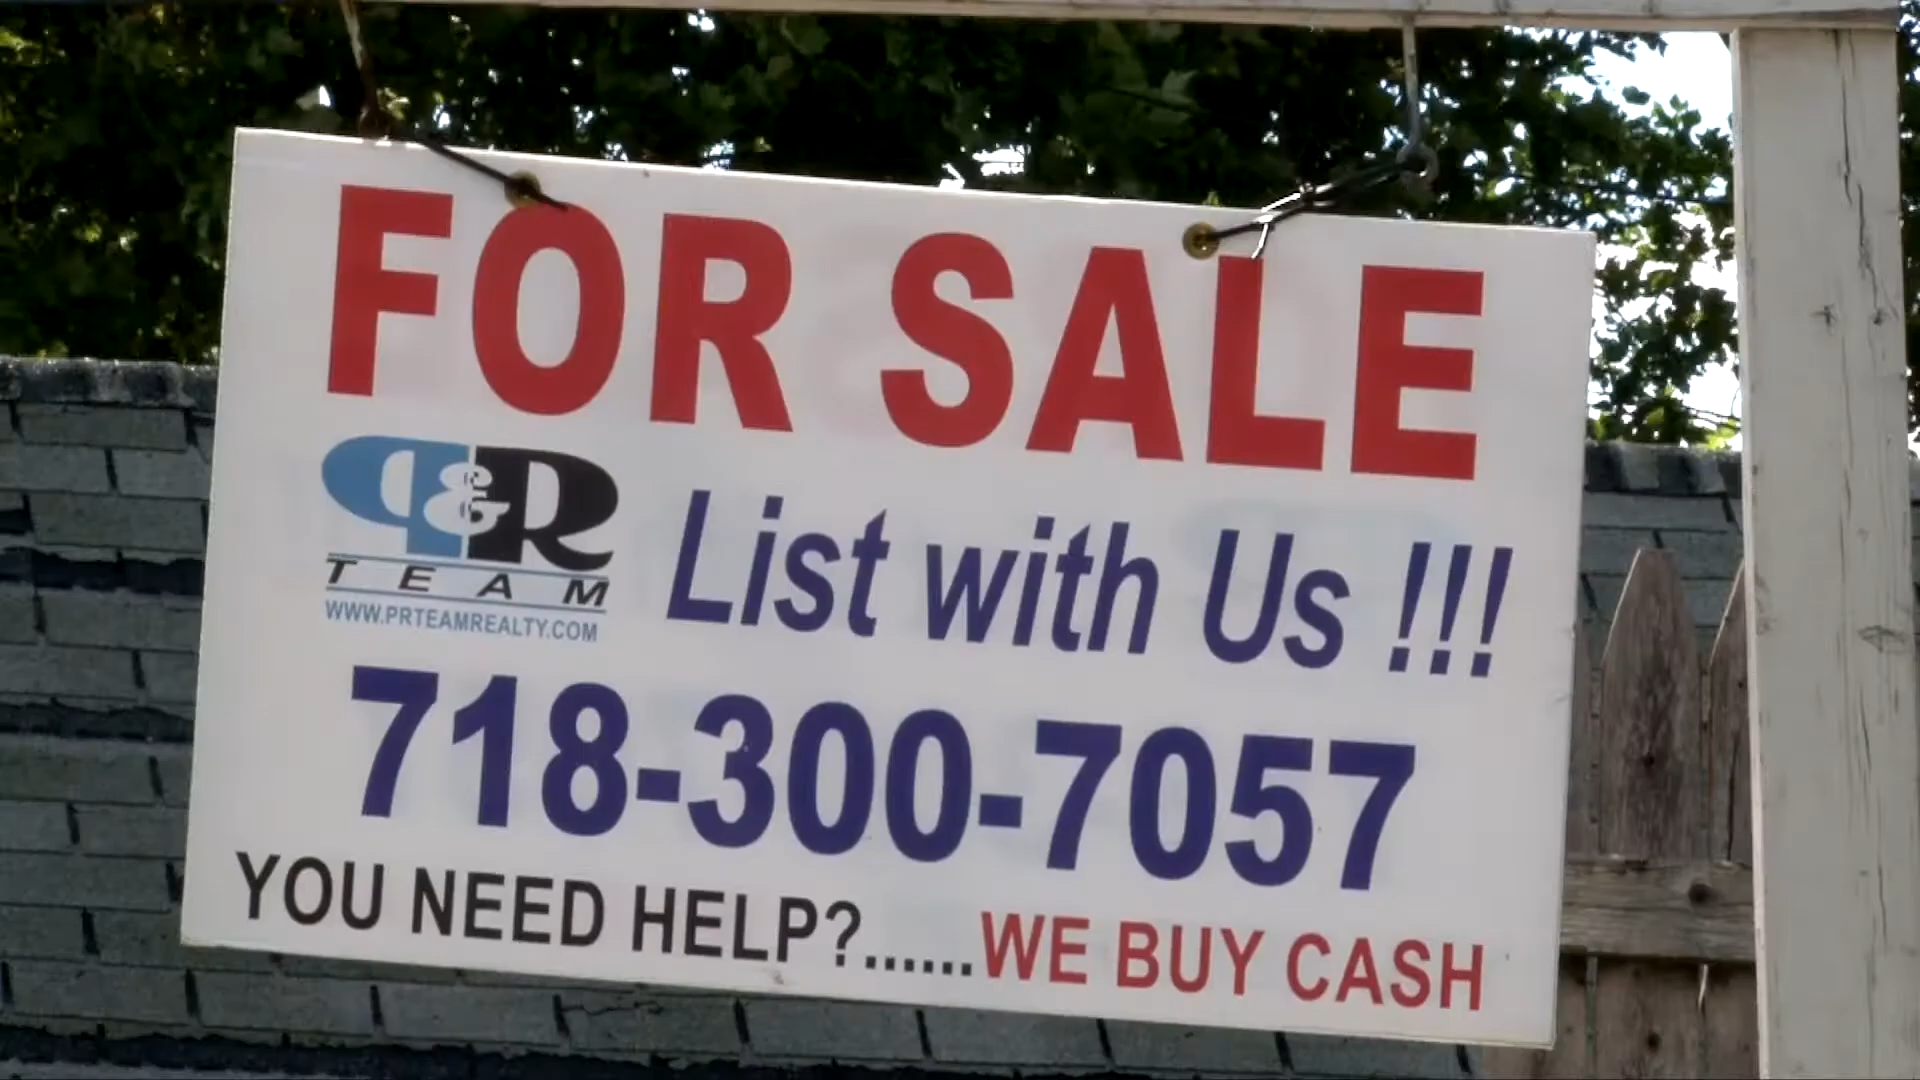 FOR SALE
P&R
TEAM
WWW.PRTEAMREALTY.COM
List with Us !!!
718-300-7057
YOU NEED HELP?......WE BUY CASH